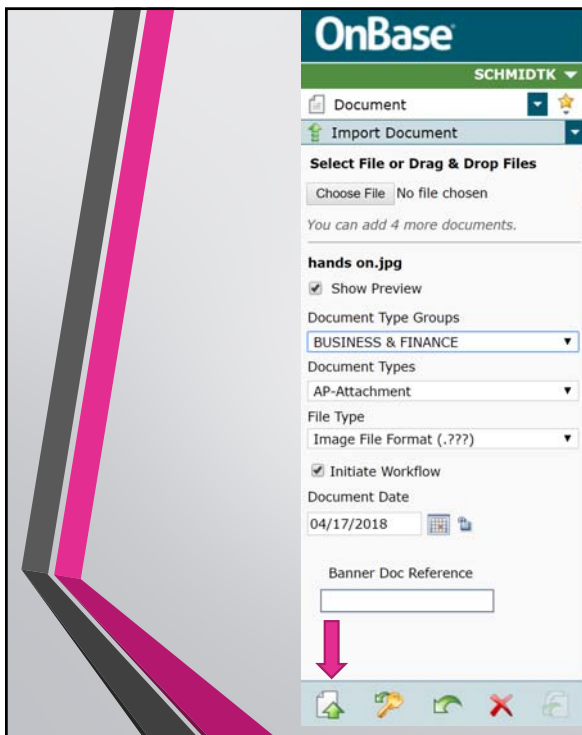 OnBase
SCHMIDTK
Document
Import Document
Select File or Drag & Drop Files
Choose File No file chosen
You can add 4 more documents.
hands on.jpg
Show Preview
Document Type Groups
BUSINESS & FINANCE
Document Types
AP-Attachment
File Type
Image File Format (.???)
Initiate Workflow
Document Date
04/17/2018
Banner Doc Reference